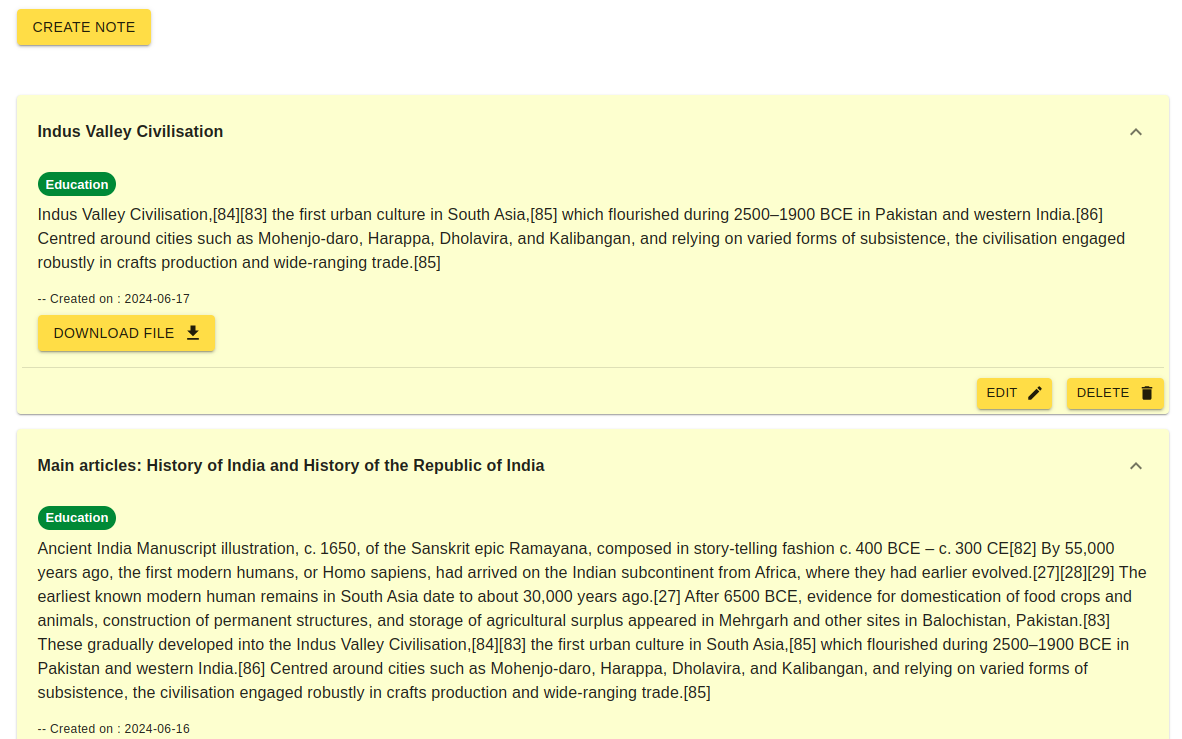 CREATE NOTE
Indus Valley Civilisation
Education
Indus Valley Civilisation,[84][83] the first urban culture in South Asia,[85] which flourished during 2500–1900 BCE in Pakistan and western India.[86]
Centred around cities such as Mohenjo-daro, Harappa, Dholavira, and Kalibangan, and relying on varied forms of subsistence, the civilisation engaged
robustly in crafts production and wide-ranging trade.[85]
-- Created on : 2024-06-17
DOWNLOAD FILE
EDIT DELETE
Main articles: History of India and History of the Republic of India
Education
Ancient India Manuscript illustration, c. 1650, of the Sanskrit epic Ramayana, composed in story-telling fashion c. 400 BCE – c. 300 CE[82] By 55,000
years ago, the first modern humans, or Homo sapiens, had arrived on the Indian subcontinent from Africa, where they had earlier evolved.[27][28][29] The
earliest known modern human remains in South Asia date to about 30,000 years ago.[27] After 6500 BCE, evidence for domestication of food crops and
animals, construction of permanent structures, and storage of agricultural surplus appeared in Mehrgarh and other sites in Balochistan, Pakistan.[83]
These gradually developed into the Indus Valley Civilisation,[84][83] the first urban culture in South Asia,[85] which flourished during 2500–1900 BCE in
Pakistan and western India.[86] Centred around cities such as Mohenjo-daro, Harappa, Dholavira, and Kalibangan, and relying on varied forms of
subsistence, the civilisation engaged robustly in crafts production and wide-ranging trade.[85]
-- Created on : 2024-06-16